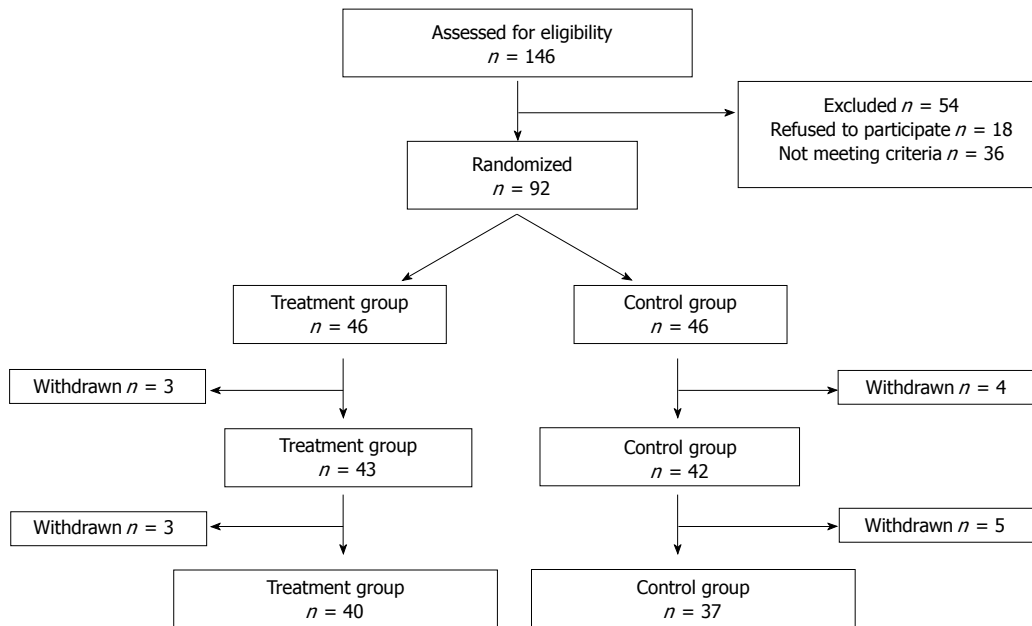 Assessed for eligibility
n = 146
Excluded n = 54
Refused to participate n = 18
Not meeting criteria n = 36
Randomized
n = 92
Treatment group
n = 46
Control group
n = 46
Withdrawn n = 3
Withdrawn n = 4
Treatment group
n = 43
Control group
n = 42
Withdrawn n = 3
Withdrawn n = 5
Treatment group
n = 40
Control group
n = 37